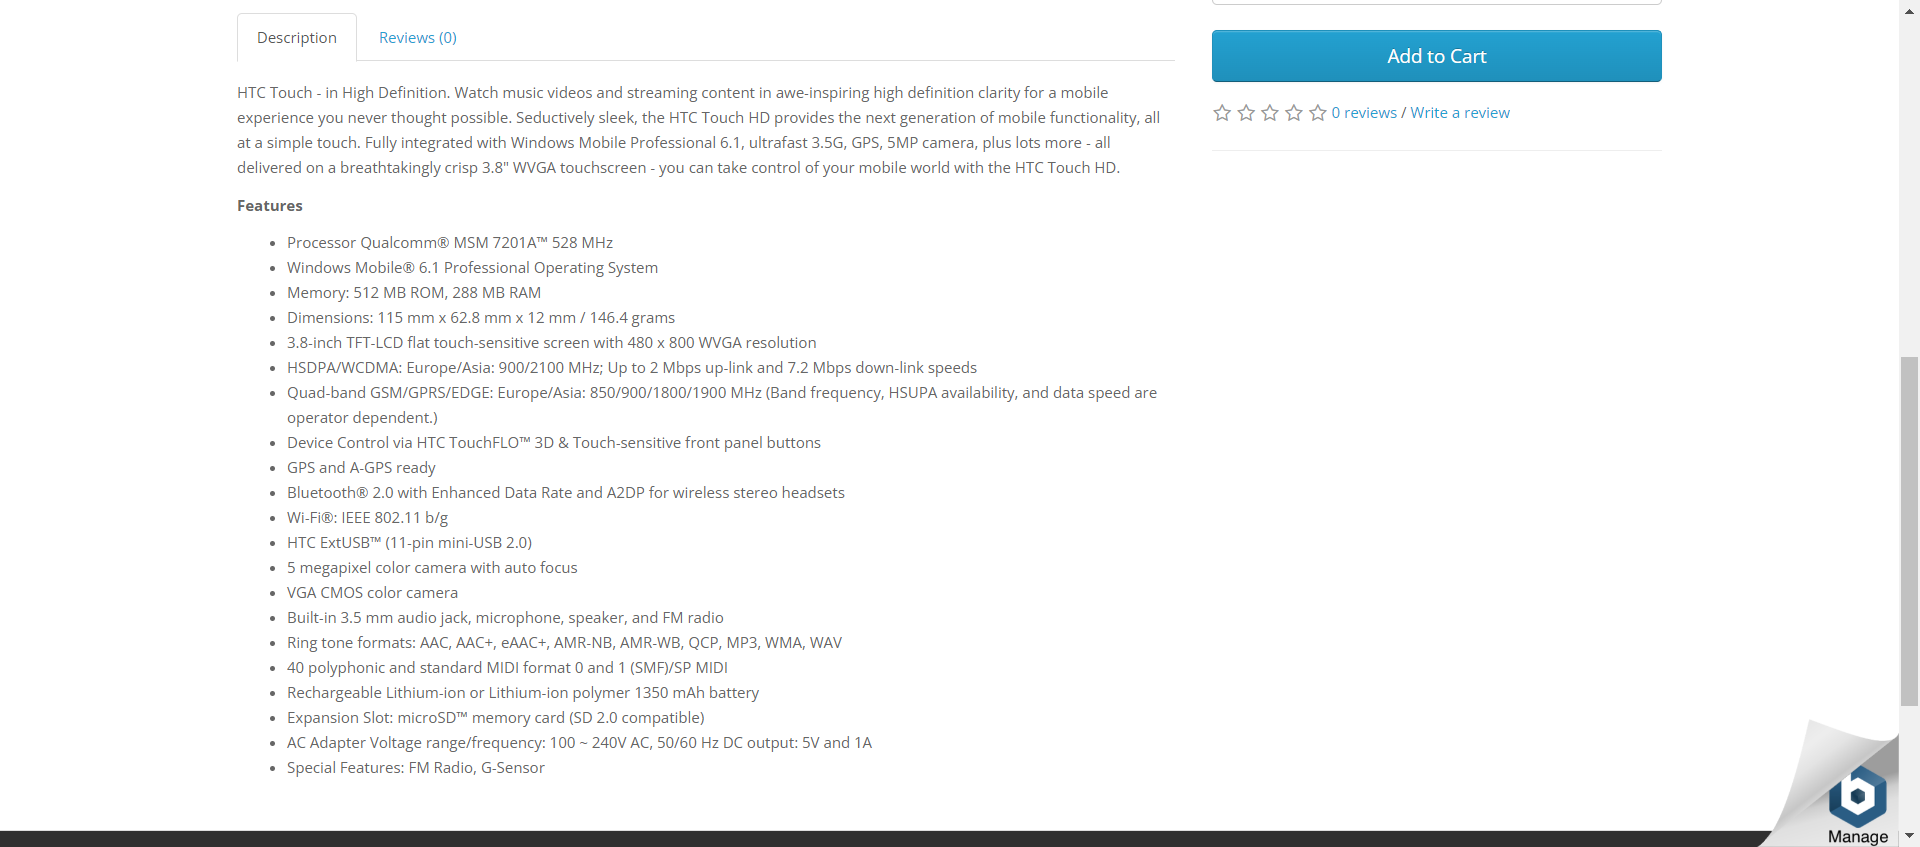 Description
Reviews (0)
HTC Touch - in High Definition. Watch music videos and streaming content in awe-inspiring high definition clarity for a mobile
experience you never thought possible. Seductively sleek, the HTC Touch HD provides the next generation of mobile functionality, all
at a simple touch. Fully integrated with Windows Mobile Professional 6.1, ultrafast 3.5G, GPS, 5MP camera, plus lots more - all
delivered on a breathtakingly crisp 3.8" WVGA touchscreen - you can take control of your mobile world with the HTC Touch HD.
Features
• Processor Qualcomm® MSM 7201A™ 528 MHz
• Windows Mobile® 6.1 Professional Operating System
• Memory: 512 MB ROM, 288 MB RAM
• Dimensions: 115 mm x 62.8 mm x 12 mm / 146.4 grams
• 3.8-inch TFT-LCD flat touch-sensitive screen with 480 x 800 WVGA resolution
• HSDPA/WCDMA: Europe/Asia: 900/2100 MHz; Up to 2 Mbps up-link and 7.2 Mbps down-link speeds
• Quad-band GSM/GPRS/EDGE: Europe/Asia: 850/900/1800/1900 MHz (Band frequency, HSUPA availability, and data speed are
operator dependent.)
• Device Control via HTC TouchFLO™ 3D & Touch-sensitive front panel buttons
• GPS and A-GPS ready
• Bluetooth® 2.0 with Enhanced Data Rate and A2DP for wireless stereo headsets
• Wi-Fi®: IEEE 802.11 b/g
• HTC ExtUSB™ (11-pin mini-USB 2.0)
• 5 megapixel color camera with auto focus
• VGA CMOS color camera
• Built-in 3.5 mm audio jack, microphone, speaker, and FM radio
• Ring tone formats: AAC, AAC+, eAAC+, AMR-NB, AMR-WB, QCP, MP3, WMA, WAV
• 40 polyphonic and standard MIDI format 0 and 1 (SMF)/SP MIDI
• Rechargeable Lithium-ion or Lithium-ion polymer 1350 mAh battery
• Expansion Slot: microSD™ memory card (SD 2.0 compatible)
• AC Adapter Voltage range/frequency: 100 ~ 240V AC, 50/60 Hz DC output: 5V and 1A
• Special Features: FM Radio, G-Sensor
Add to Cart
0 reviews / Write a review
b
Manage